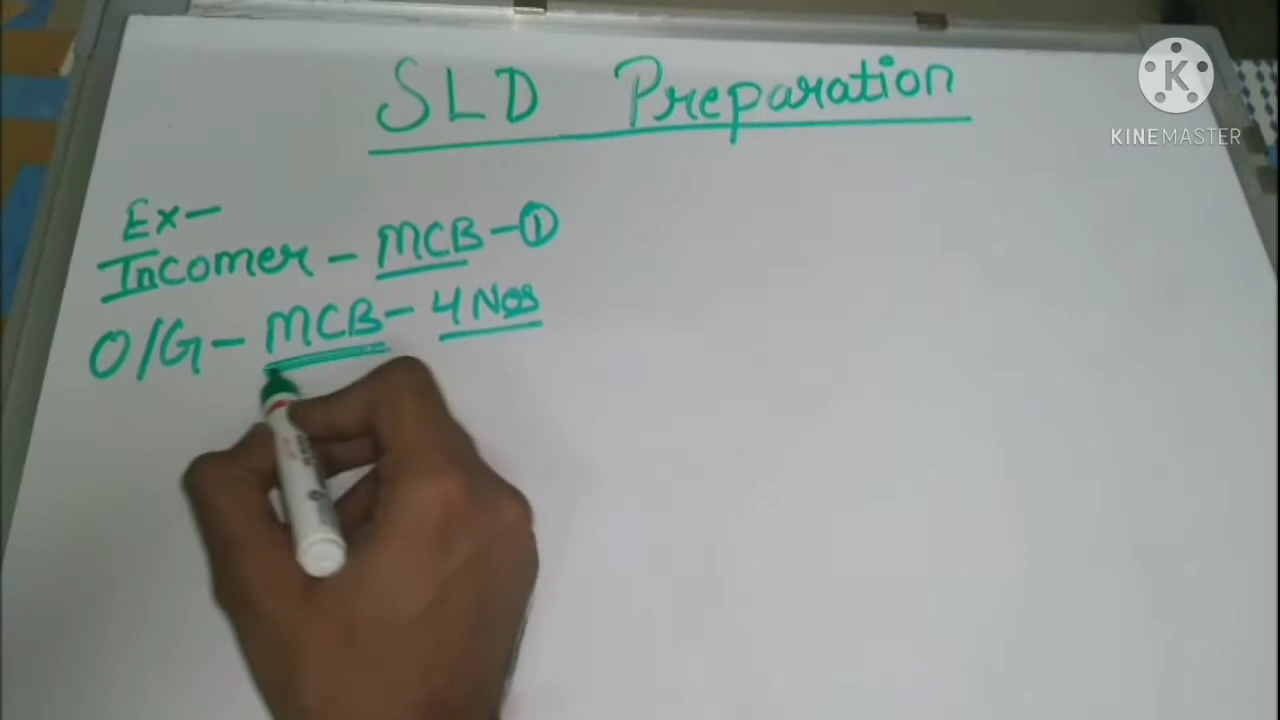 SLD Preparation
KINEMASTER
Ex-
Incomer - MCB - ①
O/G - MCB - 4 Nos